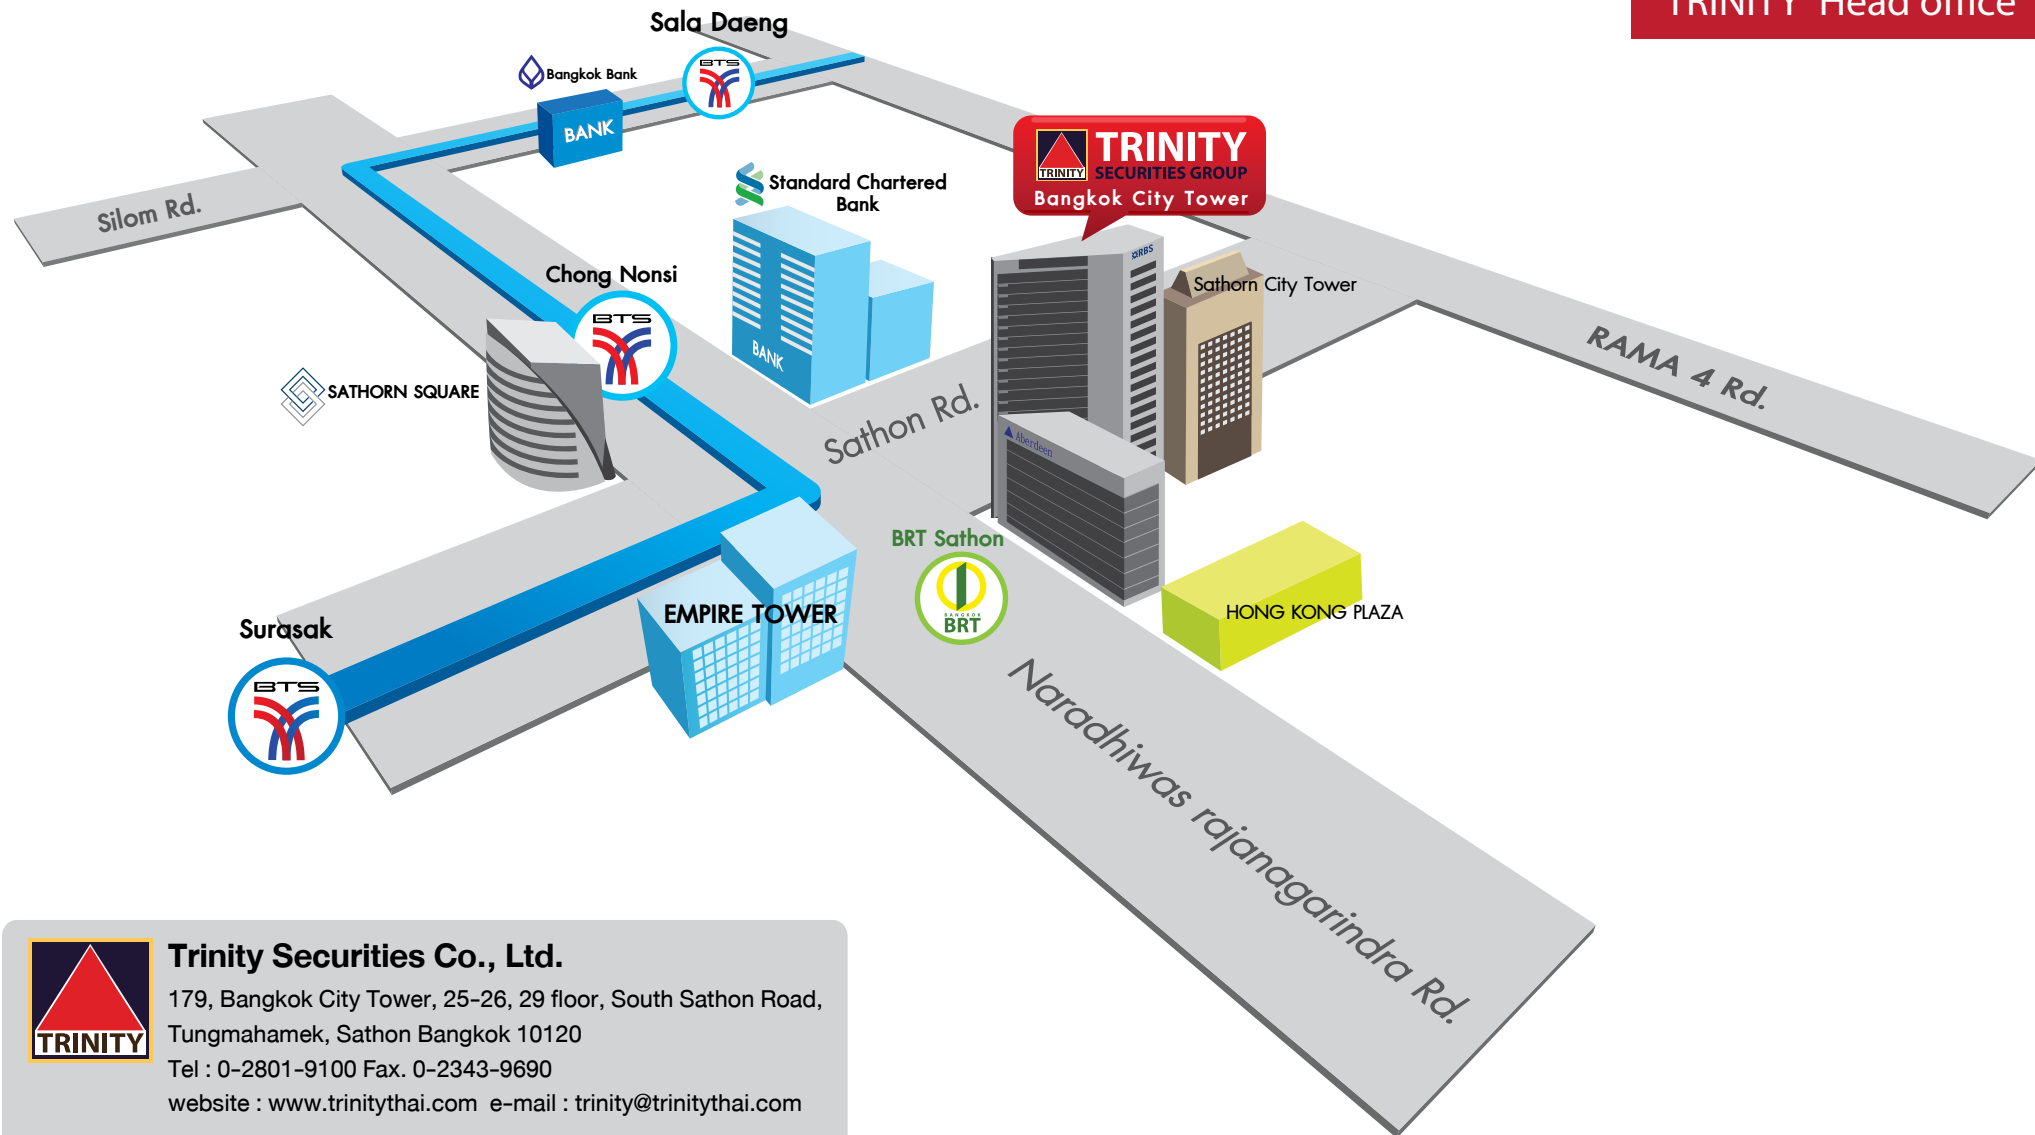 TRINITY Head office
Sala Daeng
BTS
Bangkok Bank
BANK
TRINITY
TRINITY
SECURITIES GROUP
Bangkok City Tower
Standard Chartered
Bank
BANK
Silom Rd.
RBS
Chong Nonsi
BTS
Sathorn City Tower
SATHORN SQUARE
RAMA 4 Rd.
Sathon Rd.
Aberdeen
BRT Sathon
BANGKOK
BRT
EMPIRE TOWER
HONG KONG PLAZA
Surasak
BTS
Naradhiwas rajanagarindra Rd.
TRINITY
Trinity Securities Co., Ltd.
179, Bangkok City Tower, 25-26, 29 floor, South Sathon Road,
Tungmahamek, Sathon Bangkok 10120
Tel : 0-2801-9100 Fax. 0-2343-9690
website : www.trinitythai.com e-mail : trinity@trinitythai.com